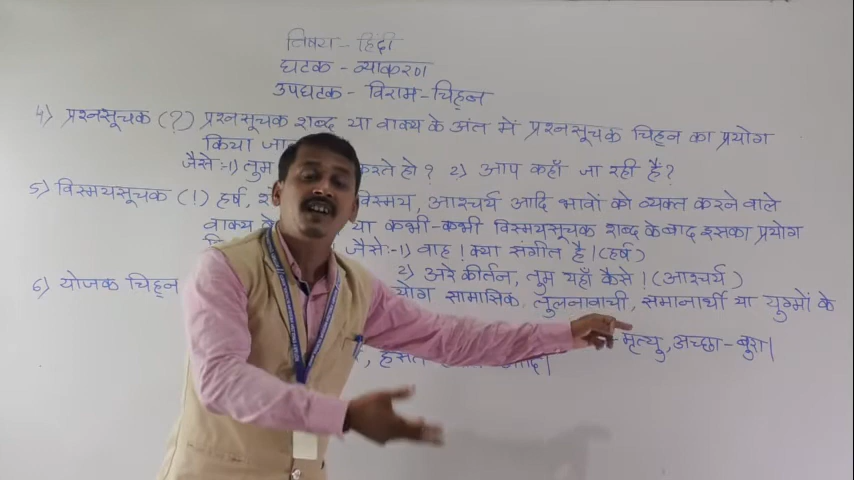 विषय - हिंदी
घटक - व्याकरण
उपघटक - विराम-चिह्न
4) प्रश्नसूचक (?) प्रश्नसूचक शब्द या वाक्य के अंत में प्रश्नसूचक चिह्न का प्रयोग
किया जा
जैसे:-1) तुम करते हो? 2) आप कहाँ जा रही हैं?
5) विस्मयसूचक (!) हर्ष, विस्मय, आश्चर्य आदि भावों को व्यक्त करने वाले
वाक्य या कभी-कभी विस्मयसूचक शब्द के बाद इसका प्रयोग
जैसे:-1) वाह! क्या संगीत है। (हर्ष)
2) अरे कीर्तन, तुम यहाँ कैसे! (आश्चर्य)
6) योजक चिह्न योग सामासिक, तुलनावाची, समानार्थी या युग्मों के
-मृत्यु, अच्छा-बुरा।
, हँसते आदि।